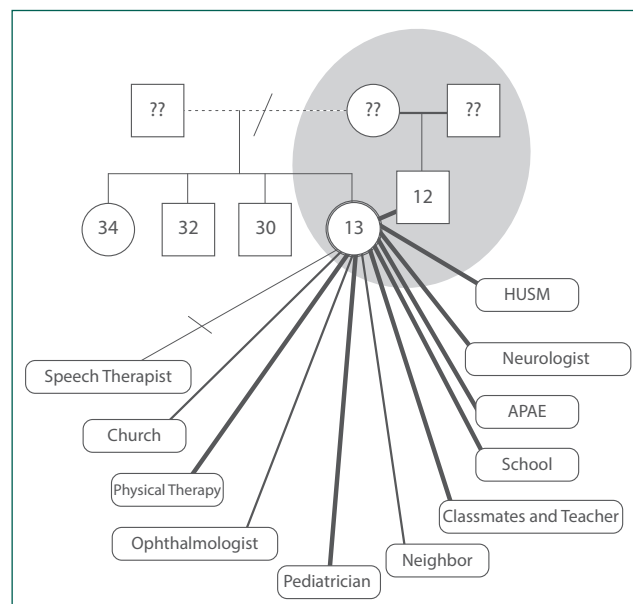 ??
??
??
12
34
32
30
13
HUSM
Neurologist
Speech Therapist
APAE
Church
School
Physical Therapy
Classmates and Teacher
Ophthalmologist
Neighbor
Pediatrician